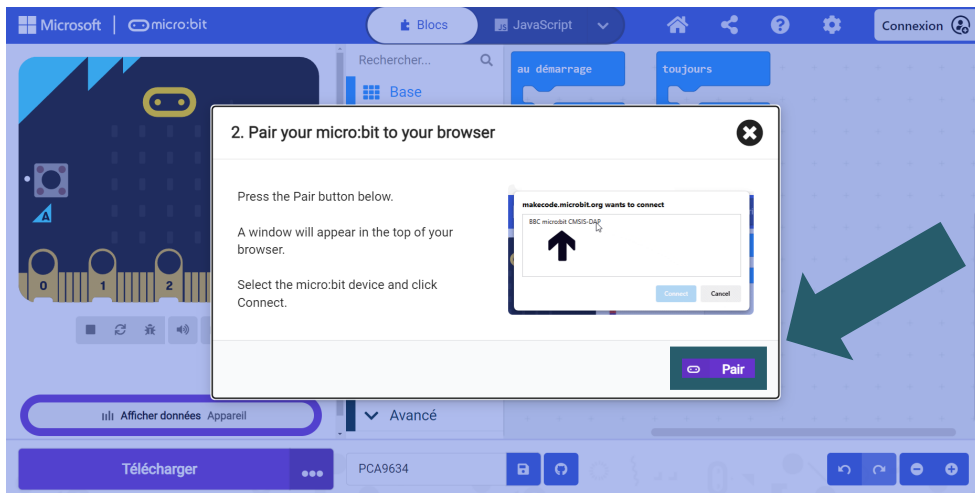 Microsoft micro:bit Blocs JS JavaScript Connexion
Rechercher... au démarrage toujours
Base
2. Pair your micro:bit to your browser
Press the Pair button below.
A window will appear in the top of your
browser.
Select the micro:bit device and click
Connect.
makecode.microbit.org wants to connect
BBC micro:bit CMSIS-DAP
Connect Cancel
A
0 1 2
Pair
Afficher données Appareil
Avancé
Télécharger ... PCA9634